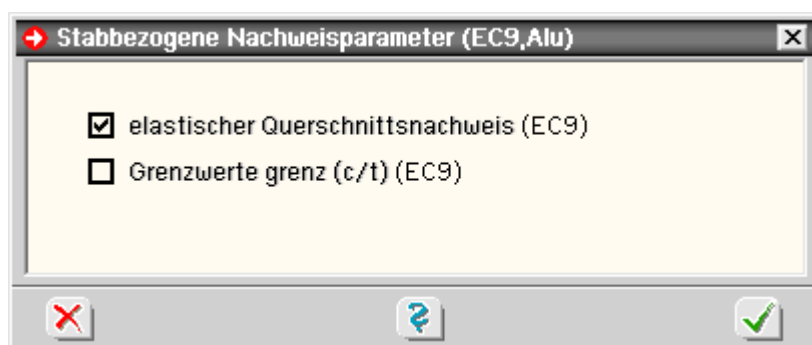 Stabbezogene Nachweisparameter (EC9,Alu)
elastischer Querschnittsnachweis (EC9)
Grenzwerte grenz (c/t) (EC9)